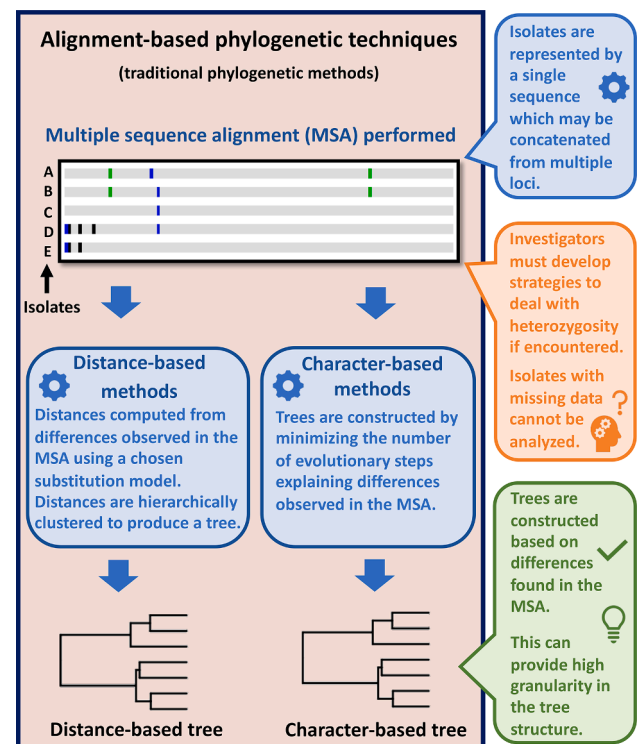 Alignment-based phylogenetic techniques
(traditional phylogenetic methods)
Multiple sequence alignment (MSA) performed
A
B
C
D
E
Isolates
Distance-based
methods
Distances computed from
differences observed in the
MSA using a chosen
substitution model.
Distances are hierarchically
clustered to produce a tree.
Character-based
methods
Trees are constructed by
minimizing the number
of evolutionary steps
explaining differences
observed in the MSA.
Distance-based tree
Character-based tree
Isolates are
represented by
a single
sequence
which may be
concatenated
from multiple
loci.
Investigators
must develop
strategies to
deal with
heterozygosity
if encountered.
Isolates with
missing data
cannot be
analyzed.
?
Trees are
constructed
based on
differences
found in the
MSA.
This can
provide high
granularity in
the tree
structure.